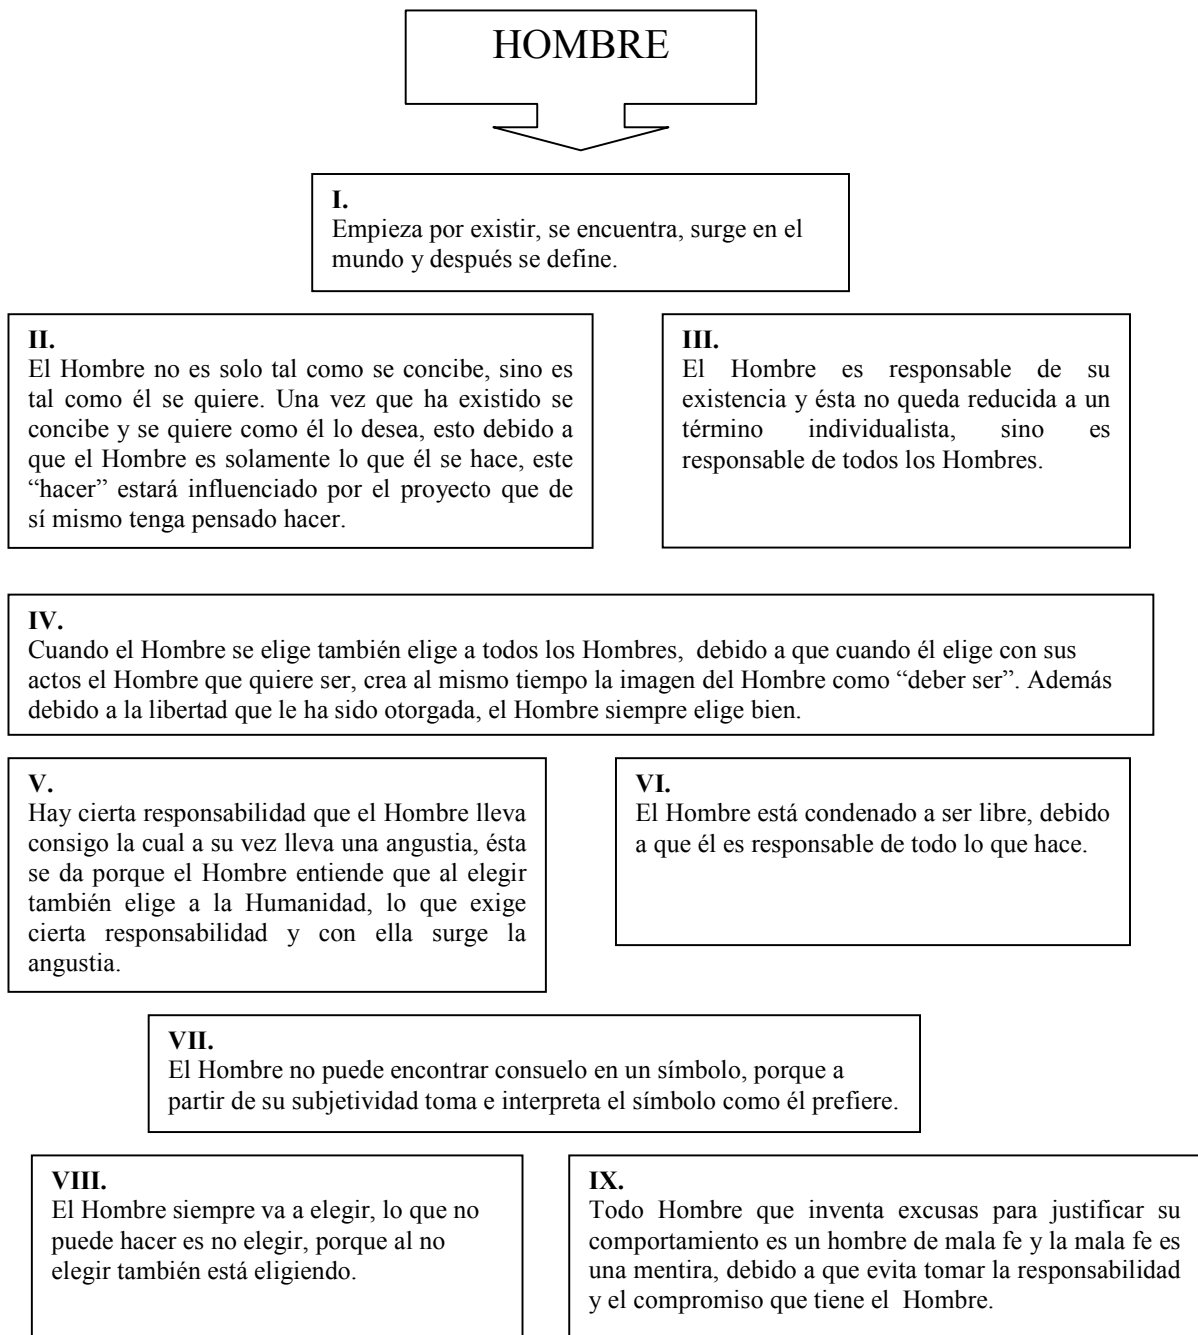 HOMBRE
I.
Empieza por existir, se encuentra, surge en el
mundo y después se define.
II.
El Hombre no es solo tal como se concibe, sino es
tal como él se quiere. Una vez que ha existido se
concibe y se quiere como él lo desea, esto debido a
que el Hombre es solamente lo que él se hace, este
“hacer” estará influenciado por el proyecto que de
sí mismo tenga pensado hacer.
III.
El Hombre es responsable de su
existencia y ésta no queda reducida a un
término individualista, sino es
responsable de todos los Hombres.
IV.
Cuando el Hombre se elige también elige a todos los Hombres, debido a que cuando él elige con sus
actos el Hombre que quiere ser, crea al mismo tiempo la imagen del Hombre como “deber ser”. Además
debido a la libertad que le ha sido otorgada, el Hombre siempre elige bien.
V.
Hay cierta responsabilidad que el Hombre lleva
consigo la cual a su vez lleva una angustia, ésta
se da porque el Hombre entiende que al elegir
también elige a la Humanidad, lo que exige
cierta responsabilidad y con ella surge la
angustia.
VI.
El Hombre está condenado a ser libre, debido
a que él es responsable de todo lo que hace.
VII.
El Hombre no puede encontrar consuelo en un símbolo, porque a
partir de su subjetividad toma e interpreta el símbolo como él prefiere.
VIII.
El Hombre siempre va a elegir, lo que no
puede hacer es no elegir, porque al no
elegir también está eligiendo.
IX.
Todo Hombre que inventa excusas para justificar su
comportamiento es un hombre de mala fe y la mala fe es
una mentira, debido a que evita tomar la responsabilidad
y el compromiso que tiene el Hombre.